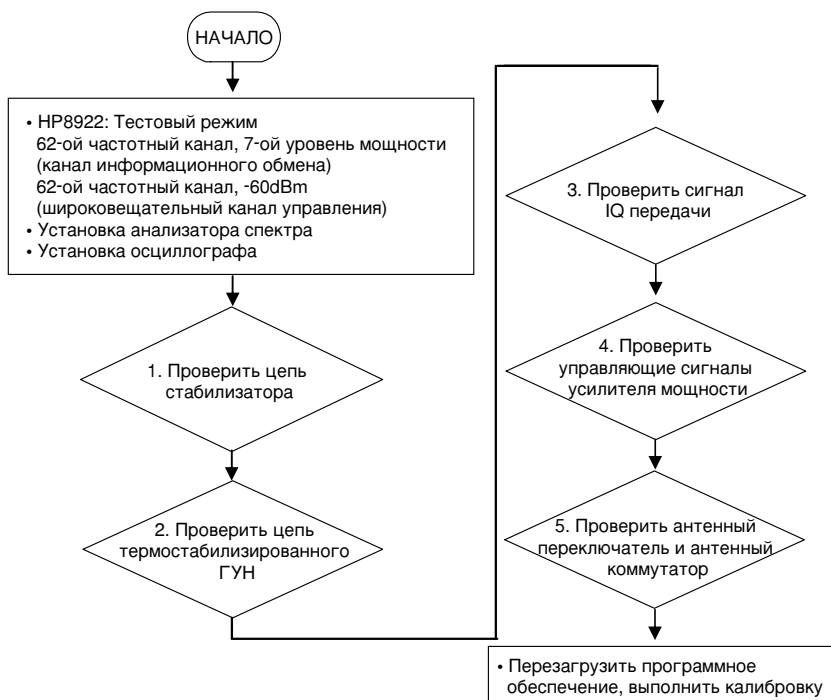 НАЧАЛО
• HP8922: Тестовый режим
62-ой частотный канал, 7-ой уровень мощности
(канал информационного обмена)
62-ой частотный канал, -60dBm
(широковещательный канал управления)
• Установка анализатора спектра
• Установка осциллографа
1. Проверить цепь
стабилизатора
2. Проверить цепь
термостабилизированного
ГУН
3. Проверить сигнал
IQ передачи
4. Проверить
управляющие сигналы
усилителя мощности
5. Проверить антенный
переключатель и антенный
коммутатор
• Перезагрузить программное
обеспечение, выполнить калибровку